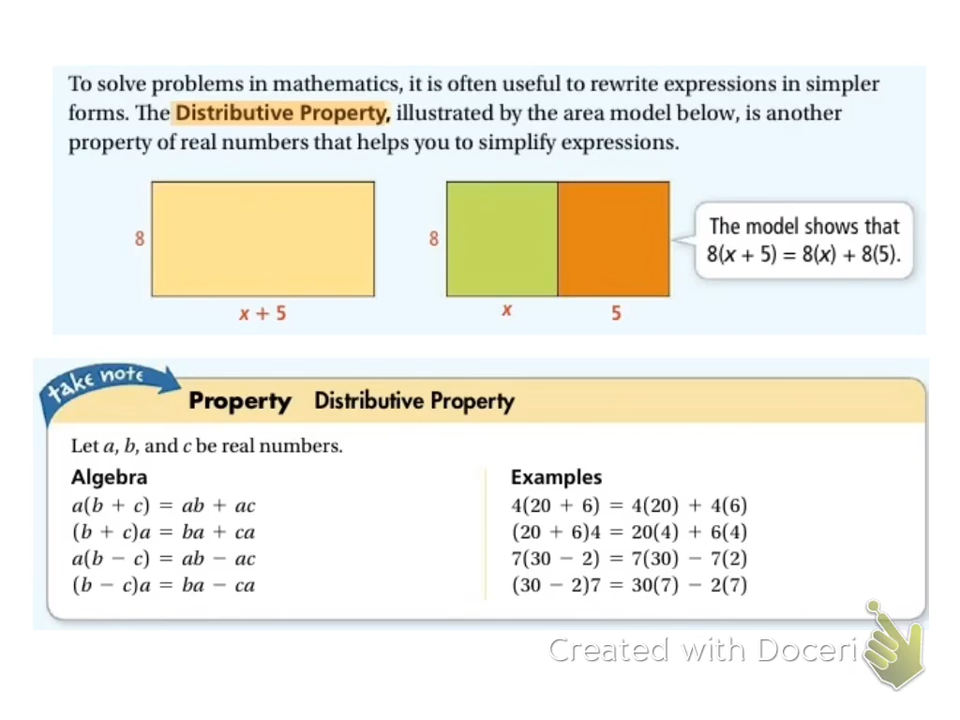 To solve problems in mathematics, it is often useful to rewrite expressions in simpler
forms. The Distributive Property, illustrated by the area model below, is another
property of real numbers that helps you to simplify expressions.
8
x + 5
8
x
5
The model shows that
8(x + 5) = 8(x) + 8(5).
take note
Property Distributive Property
Let a, b, and c be real numbers.
Algebra
a(b + c) = ab + ac
(b + c)a = ba + ca
a(b − c) = ab − ac
(b − c)a = ba − ca
Examples
4(20 + 6) = 4(20) + 4(6)
(20 + 6)4 = 20(4) + 6(4)
7(30 − 2) = 7(30) − 7(2)
(30 − 2)7 = 30(7) − 2(7)
Created with Doceri